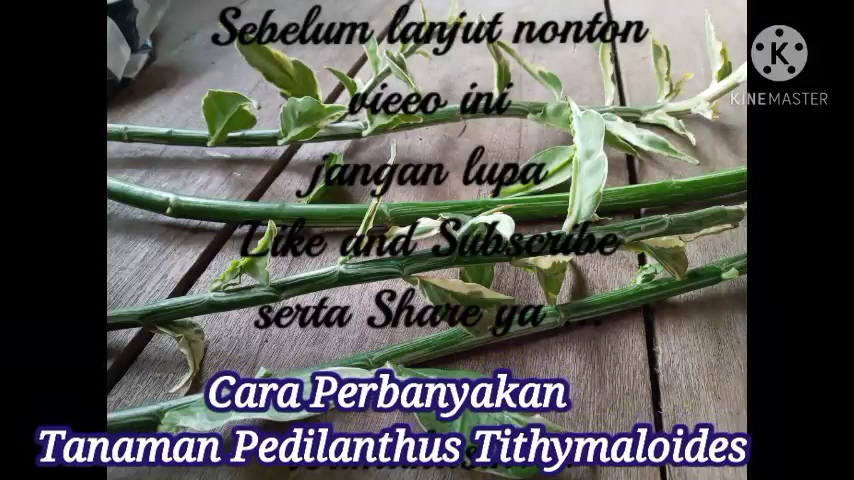 Sebelum lanjut nonton
vieeo ini
jangan lupa
Like and Subscribe
serta Share ya ...
K
KINEMASTER
Cara Perbanyakan
Tanaman Pedilanthus Tithymaloides